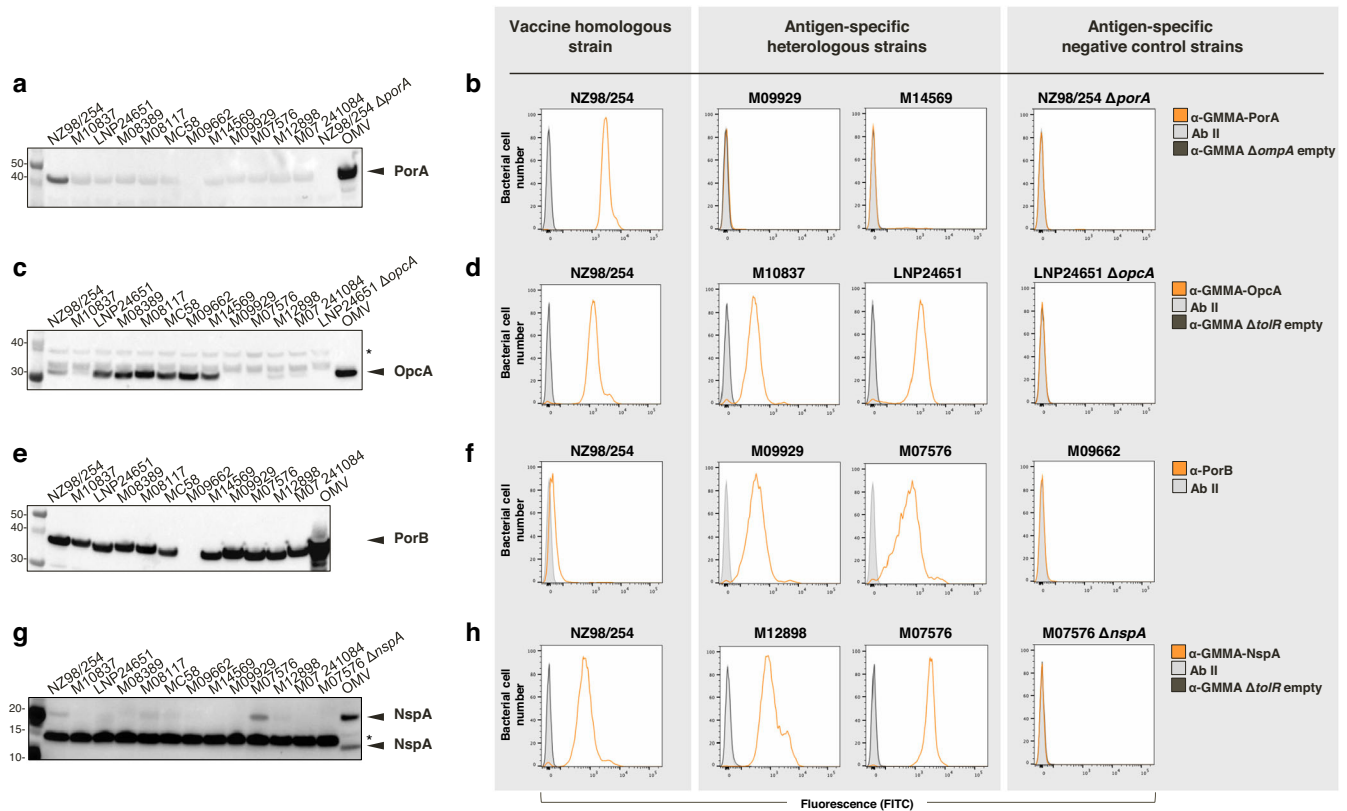 Vaccine homologous
strain
Antigen-specific
heterologous strains
Antigen-specific
negative control strains
a
NZ98/254
M10837
LNP24651
M08389
M08117
MC58
M09662
M14569
M09929
M07576
M12898
M07 241084
NZ98/254 ΔporA
OMV
50-
40-
PorA
b
NZ98/254
M09929
M14569
NZ98/254 ΔporA
Bacterial cell
number
α-GMMA-PorA
Ab II
α-GMMA ΔompA empty
c
NZ98/254
M10837
LNP24651
M08389
M08117
MC58
M09662
M14569
M09929
M07576
M12898
M07 241084
LNP24651 ΔopcA
OMV
40-
30-
*
OpcA
d
NZ98/254
M10837
LNP24651
LNP24651 ΔopcA
Bacterial cell
number
α-GMMA-OpcA
Ab II
α-GMMA ΔtolR empty
e
NZ98/254
M10837
LNP24651
M08389
M08117
MC58
M09662
M14569
M09929
M07576
M12898
M07 241084
OMV
50-
40-
30-
PorB
f
NZ98/254
M09929
M07576
M09662
Bacterial cell
number
α-PorB
Ab II
g
NZ98/254
M10837
LNP24651
M08389
M08117
MC58
M09662
M14569
M09929
M07576
M12898
M07 241084
M07576 ΔnspA
OMV
20-
15-
10-
NspA
*
NspA
h
NZ98/254
M12898
M07576
M07576 ΔnspA
Bacterial cell
number
α-GMMA-NspA
Ab II
α-GMMA ΔtolR empty
Fluorescence (FITC)